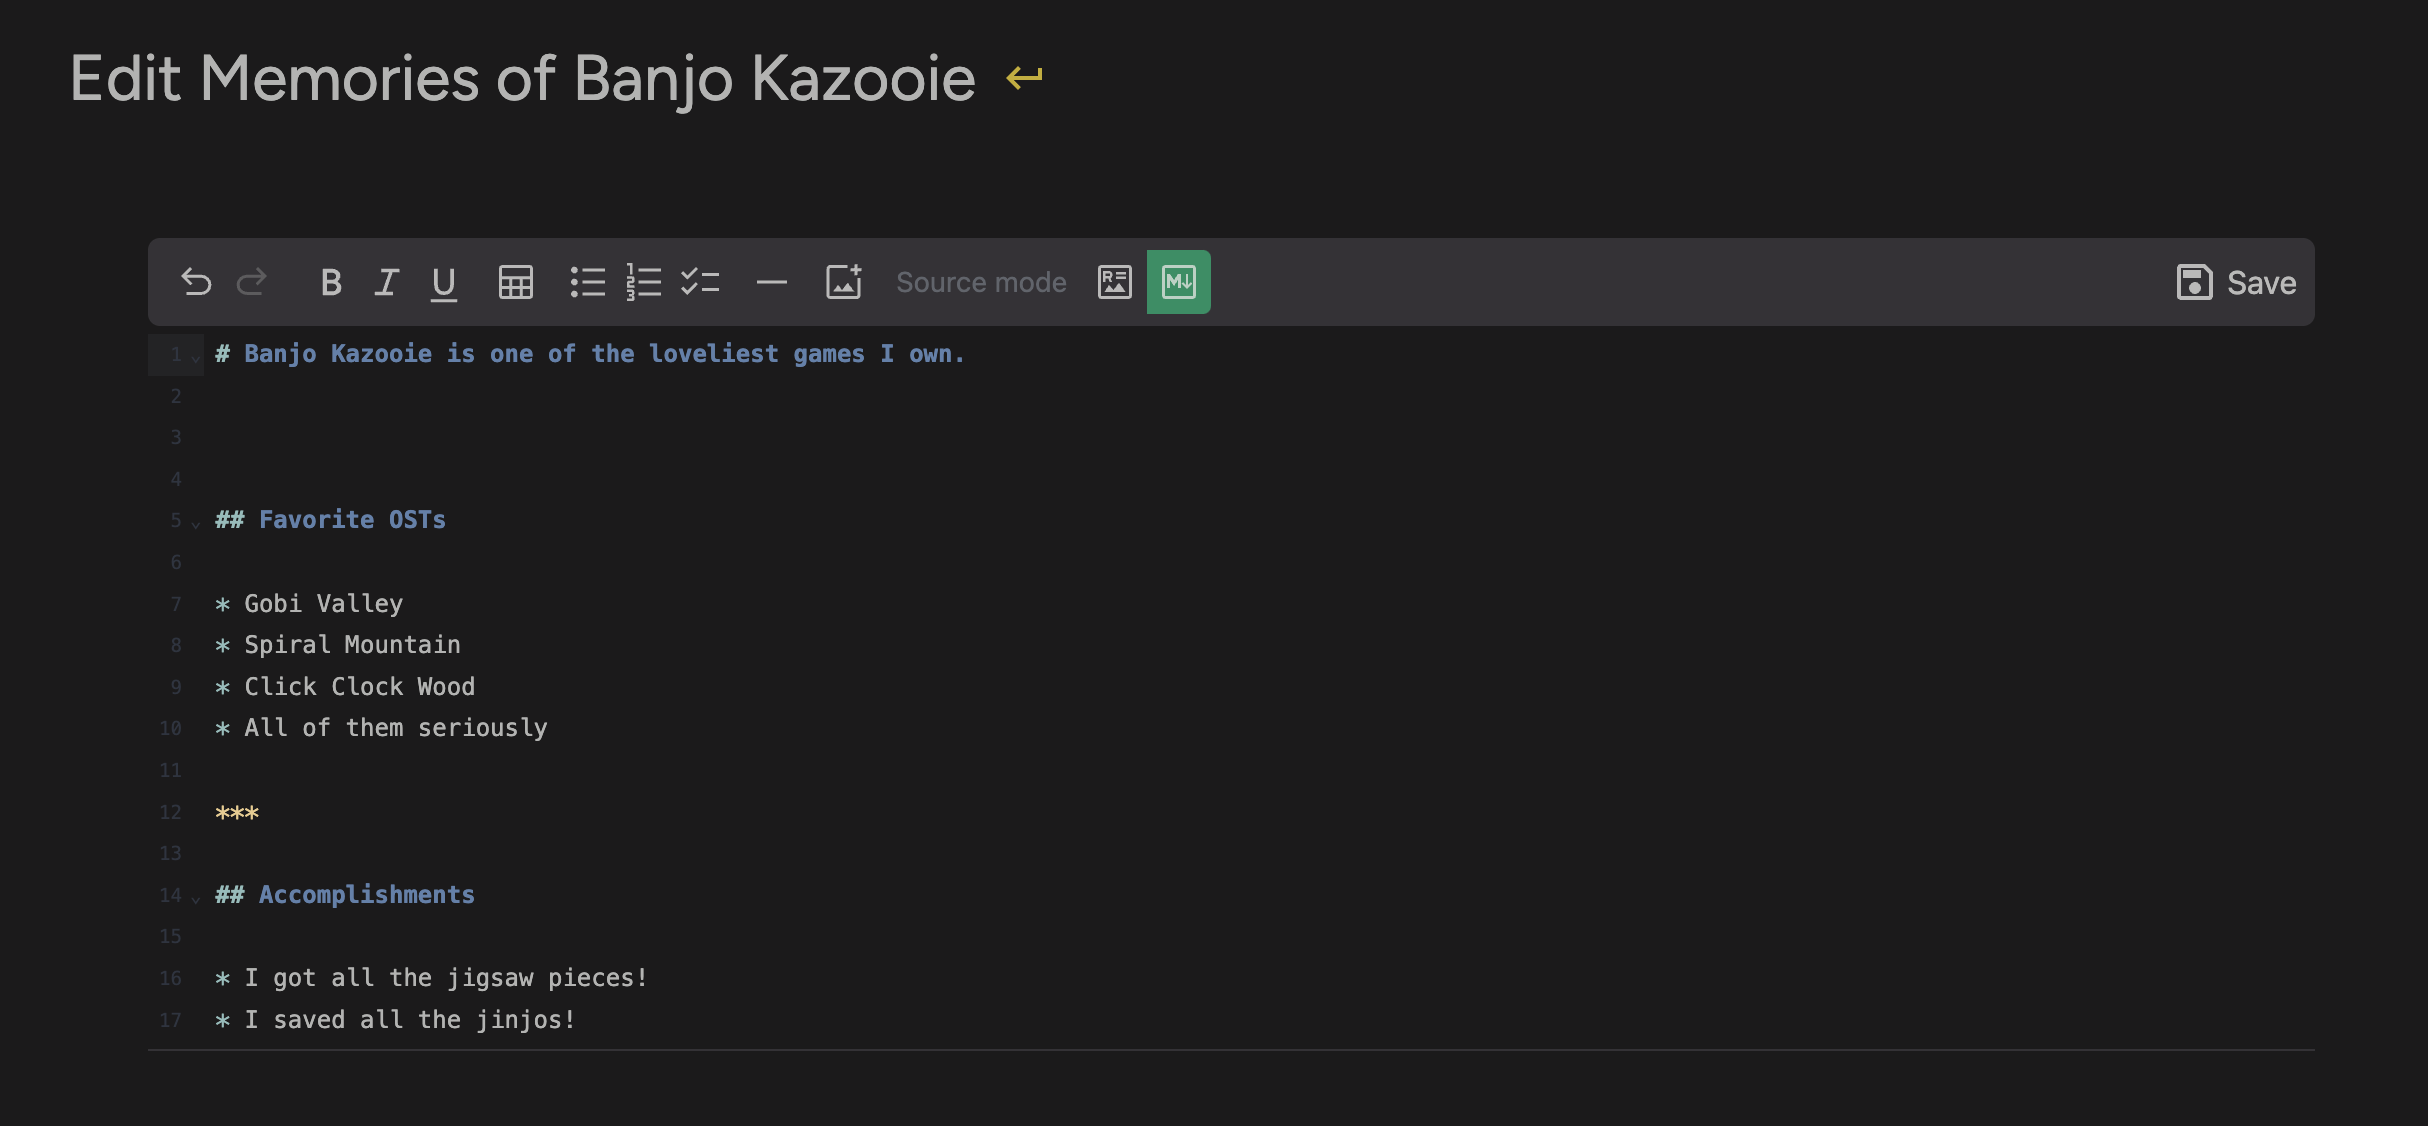 Edit Memories of Banjo Kazooie
B I U Source mode Save
1 # Banjo Kazooie is one of the loveliest games I own.
2
3
4
5 ## Favorite OSTs
6
7 * Gobi Valley
8 * Spiral Mountain
9 * Click Clock Wood
10 * All of them seriously
11
12 ***
13
14 ## Accomplishments
15
16 * I got all the jigsaw pieces!
17 * I saved all the jinjos!